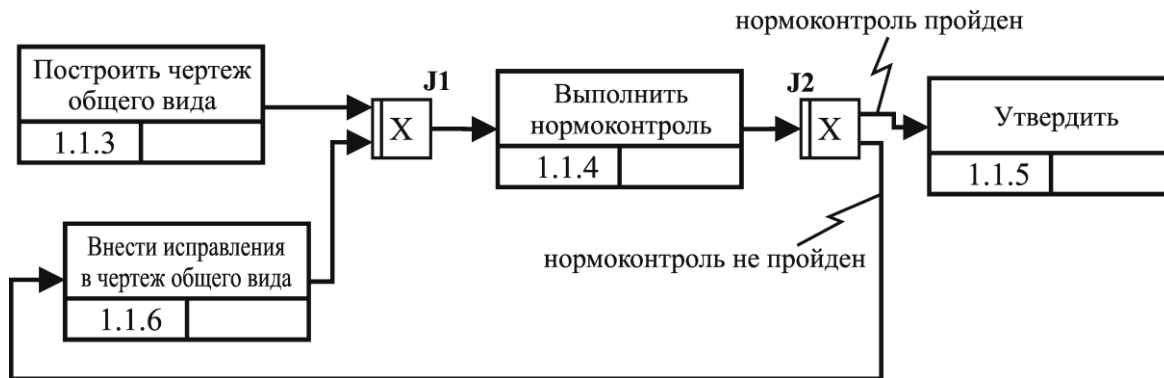 нормоконтроль пройден
Построить чертеж
общего вида
1.1.3
J1
X
Выполнить
нормоконтроль
1.1.4
J2
X
Утвердить
1.1.5
нормоконтроль не пройден
Внести исправления
в чертеж общего вида
1.1.6